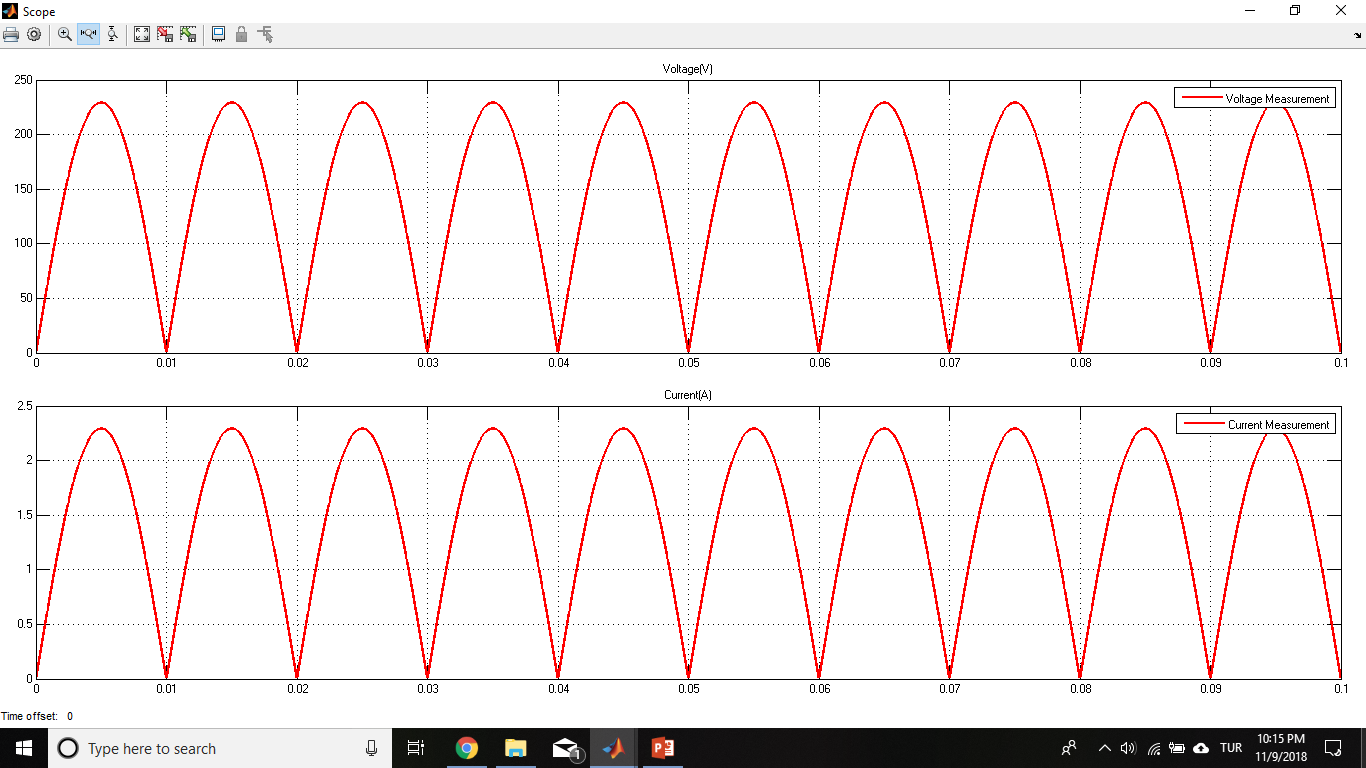 Scope
Voltage(V)
250
Voltage Measurement
200
150
100
50
0
0 0.01 0.02 0.03 0.04 0.05 0.06 0.07 0.08 0.09 0.1
Current(A)
2.5
Current Measurement
2
1.5
1
0.5
0
0 0.01 0.02 0.03 0.04 0.05 0.06 0.07 0.08 0.09 0.1
Time offset: 0
Type here to search
1
TUR
10:15 PM
11/9/2018